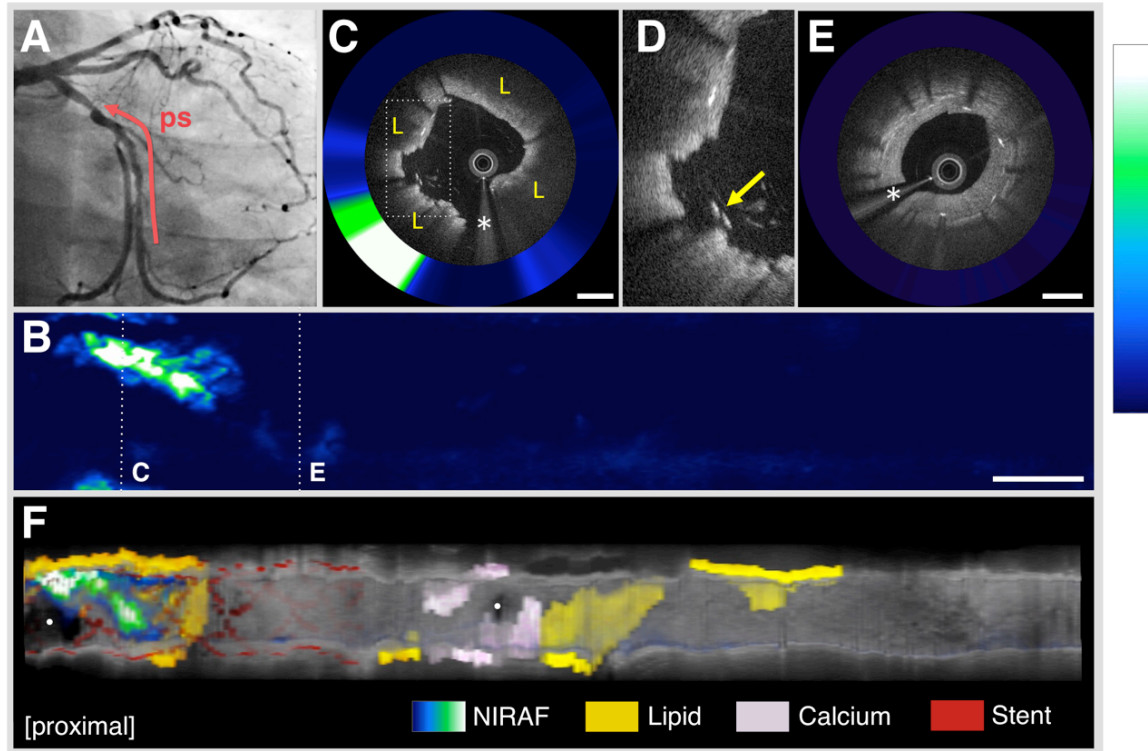 A
ps
C
L
L
L
L
*
D
E
*
B
C
E
F
[proximal]
NIRAF
Lipid
Calcium
Stent